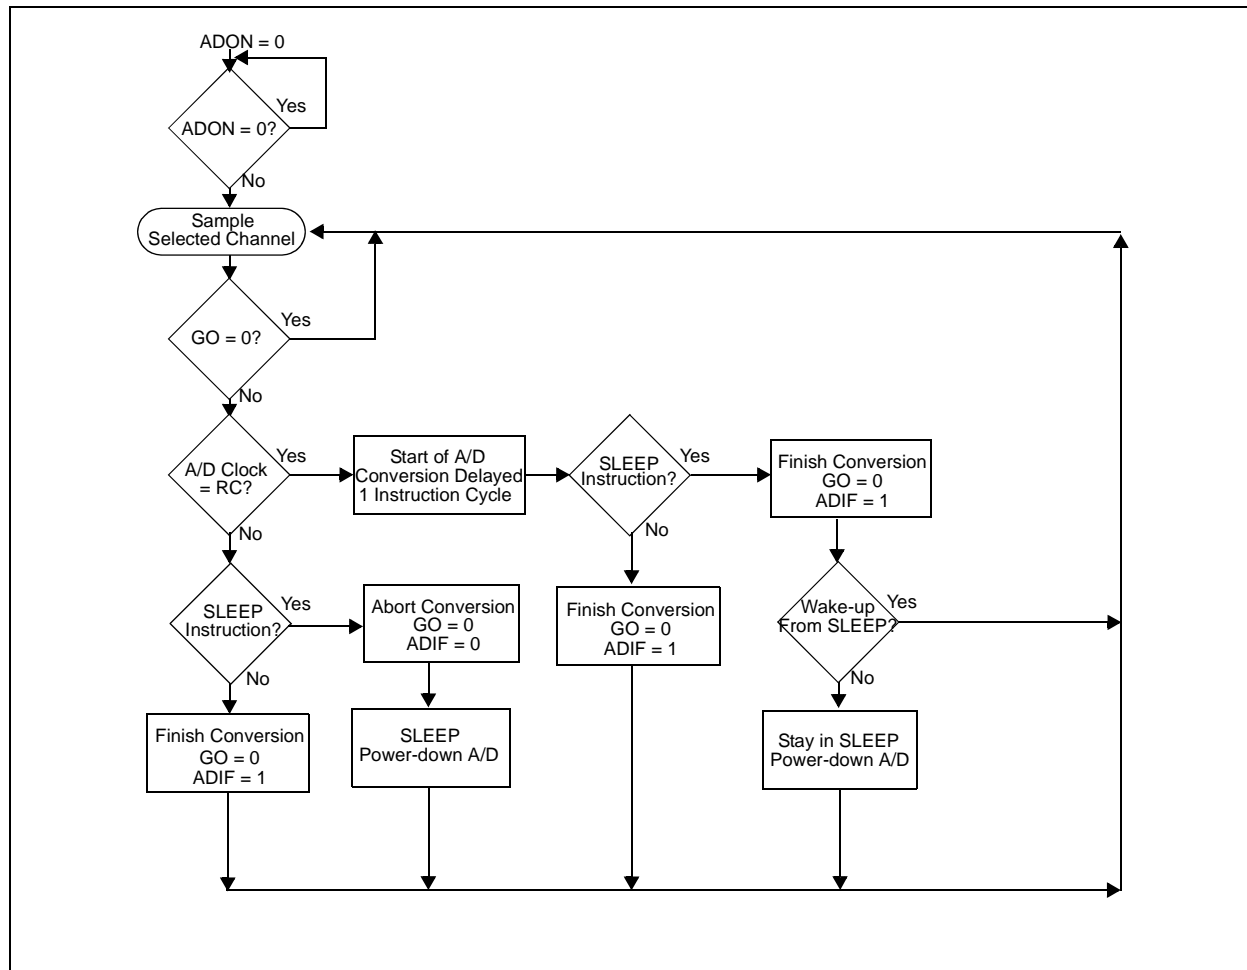 ADON = 0
Yes
ADON = 0?
No
Sample
Selected Channel
Yes
GO = 0?
No
Yes
A/D Clock
= RC?
No
Start of A/D
Conversion Delayed
1 Instruction Cycle
SLEEP
Instruction?
Yes
No
Finish Conversion
GO = 0
ADIF = 1
SLEEP
Instruction?
Yes
No
Abort Conversion
GO = 0
ADIF = 0
Finish Conversion
GO = 0
ADIF = 1
Wake-up
From SLEEP?
Yes
No
Finish Conversion
GO = 0
ADIF = 1
SLEEP
Power-down A/D
Stay in SLEEP
Power-down A/D